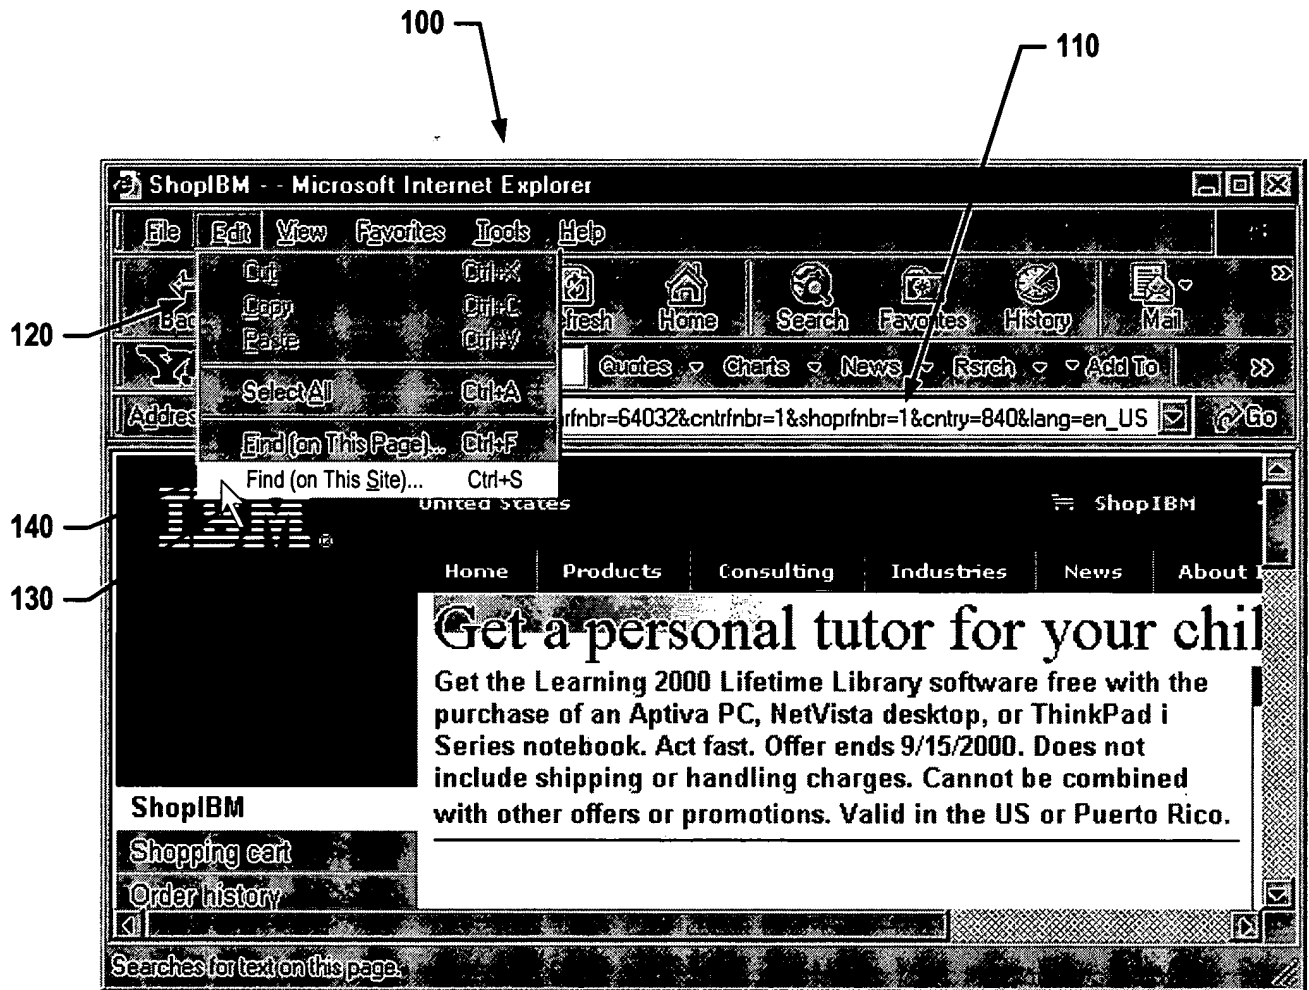 100
110
ShopIBM - - Microsoft Internet Explorer
File Edit View Favorites Tools Help
Cut Ctrl+X
Copy Ctrl+C
Paste Ctrl+V
Select All Ctrl+A
Find (on This Page)... Ctrl+F
Find (on This Site)... Ctrl+S
Home Search Favorites History Mail
120
Quotes Charts News Rsrch Add To
rfnbr=64032&cntrfnbr=1&shoprfnbr=1&cntry=840&lang=en_US Go
140
IBM®
United States ShopIBM
130
Home Products Consulting Industries News About I
Get a personal tutor for your chil
Get the Learning 2000 Lifetime Library software free with the
purchase of an Aptiva PC, NetVista desktop, or ThinkPad i
Series notebook. Act fast. Offer ends 9/15/2000. Does not
include shipping or handling charges. Cannot be combined
with other offers or promotions. Valid in the US or Puerto Rico.
ShopIBM
Shopping cart
Order history
Searches for text on this page.